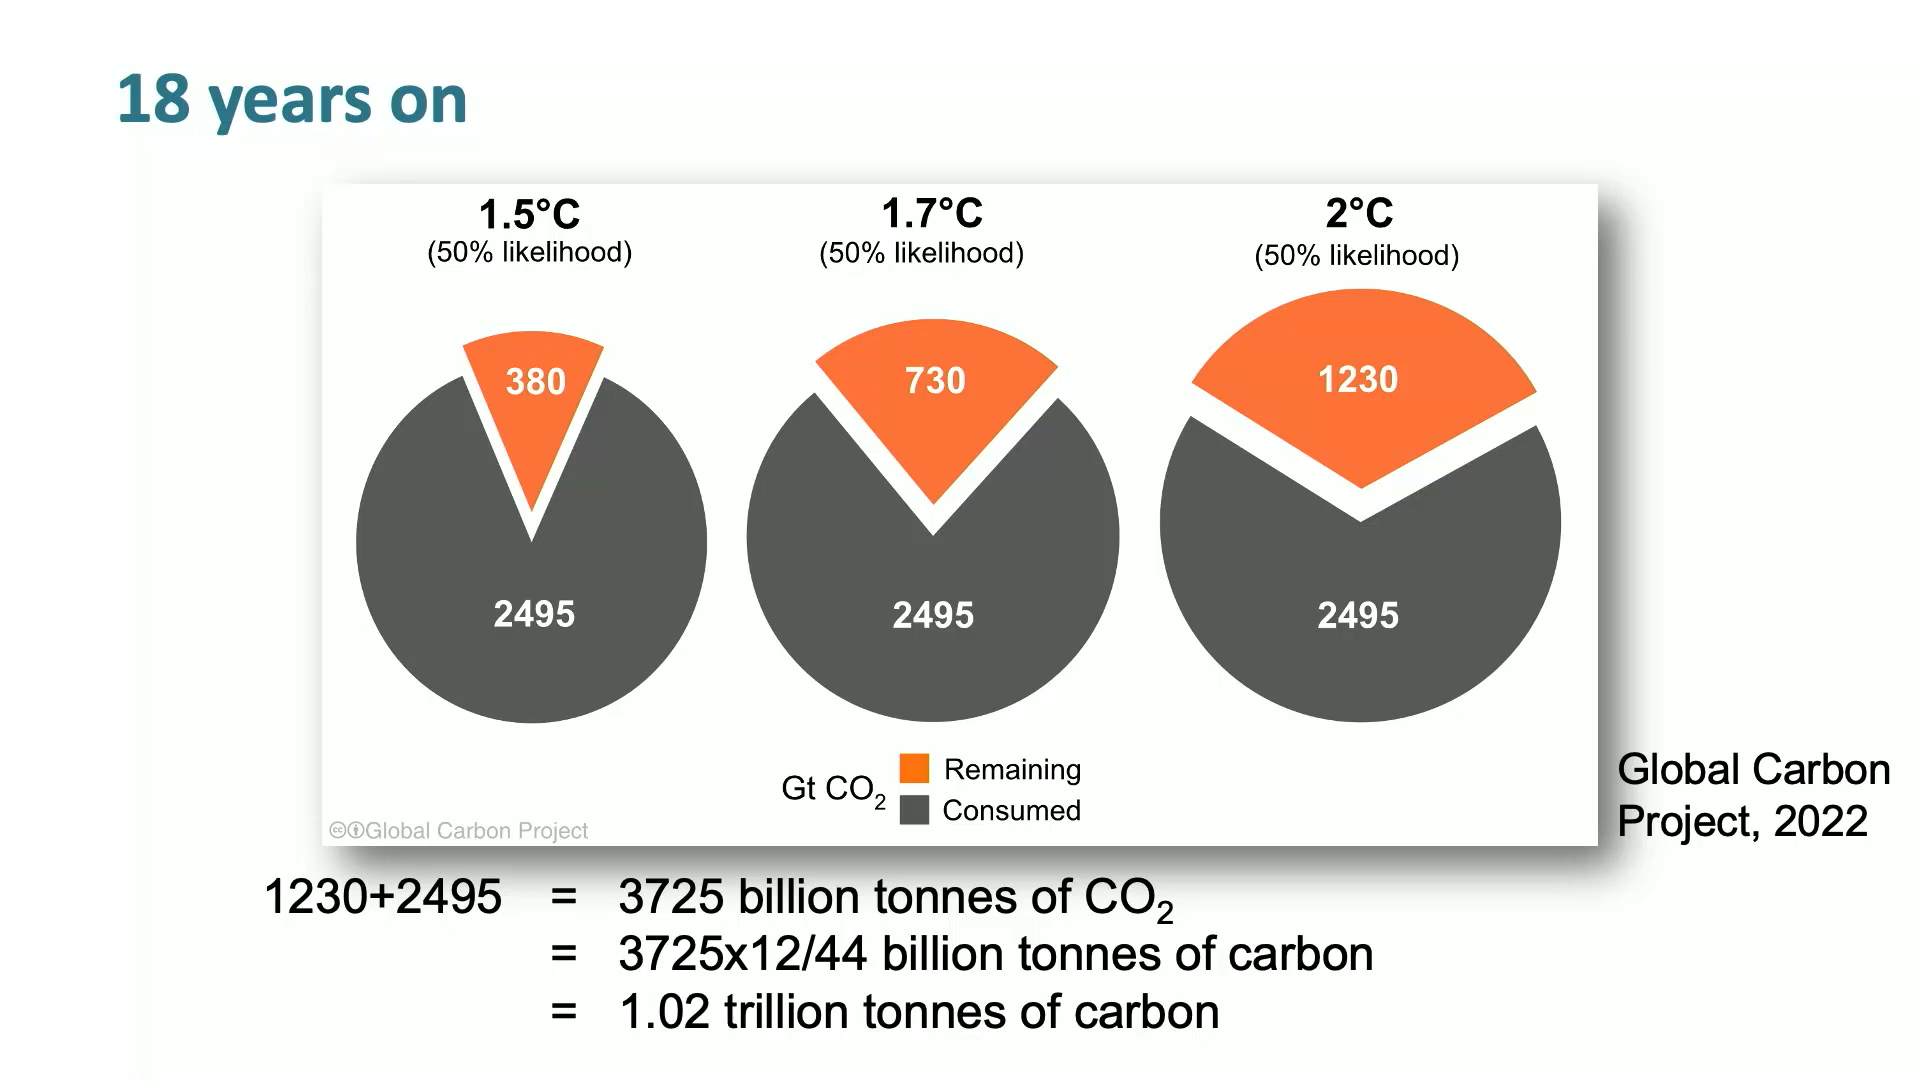 18 years on
1.5°C
(50% likelihood)
1.7°C
(50% likelihood)
2°C
(50% likelihood)
380
730
1230
2495
2495
2495
Gt CO₂
Remaining
Consumed
Global Carbon Project
Global Carbon
Project, 2022
1230+2495 = 3725 billion tonnes of CO₂
= 3725x12/44 billion tonnes of carbon
= 1.02 trillion tonnes of carbon